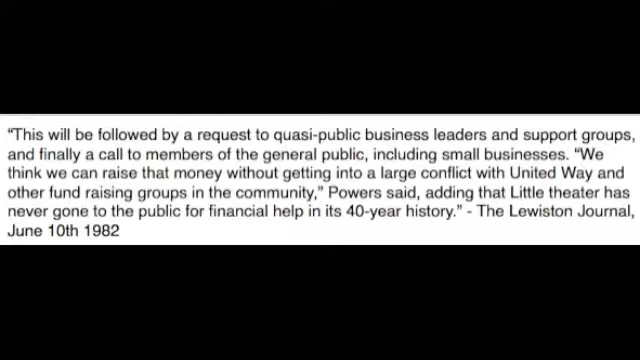 “This will be followed by a request to quasi-public business leaders and support groups,
and finally a call to members of the general public, including small businesses. “We
think we can raise that money without getting into a large conflict with United Way and
other fund raising groups in the community,” Powers said, adding that Little theater has
never gone to the public for financial help in its 40-year history.” - The Lewiston Journal,
June 10th 1982